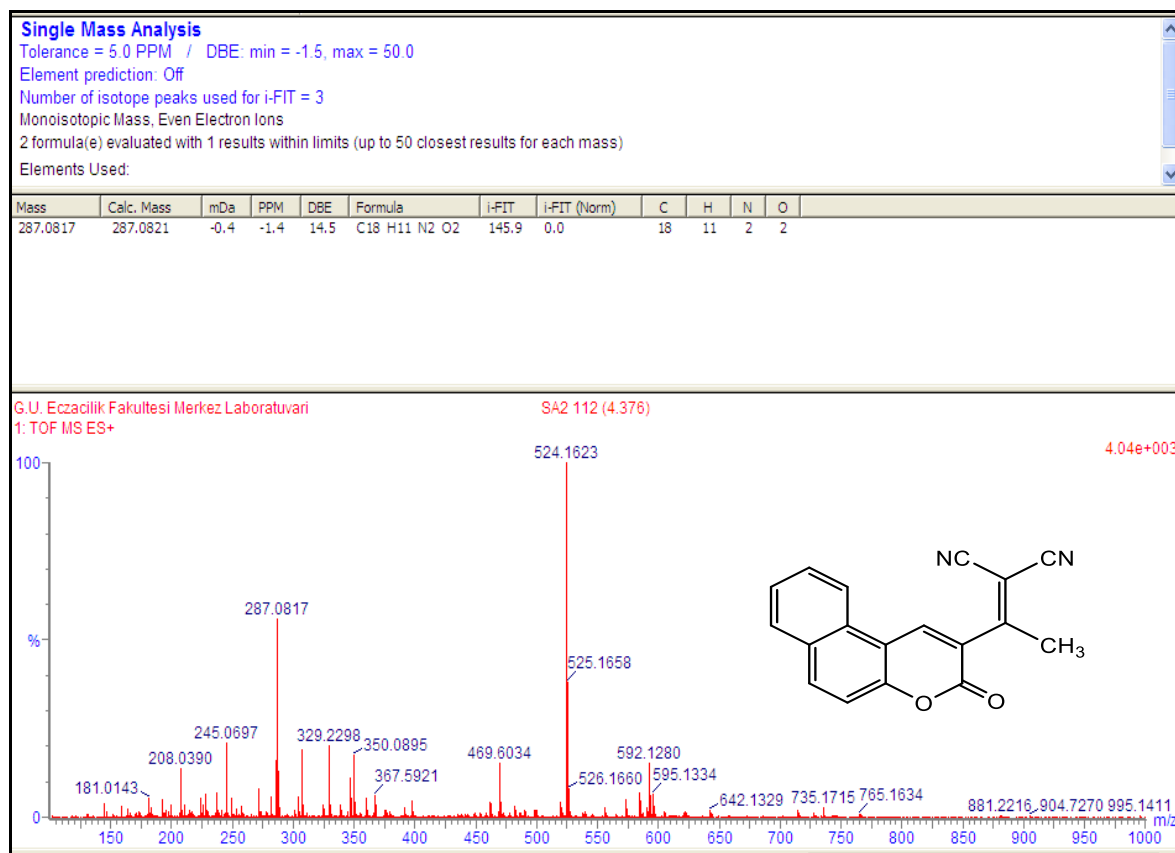 Single Mass Analysis
Tolerance = 5.0 PPM / DBE: min = -1.5, max = 50.0
Element prediction: Off
Number of isotope peaks used for i-FIT = 3
Monoisotopic Mass, Even Electron Ions
2 formula(e) evaluated with 1 results within limits (up to 50 closest results for each mass)
Elements Used:
Mass Calc. Mass mDa PPM DBE Formula i-FIT i-FIT (Norm) C H N O
287.0817 287.0821 -0.4 -1.4 14.5 C18 H11 N2 O2 145.9 0.0 18 11 2 2
G.U. Eczacilik Fakultesi Merkez Laboratuvari SA2 112 (4.376)
1: TOF MS ES+
4.04e+003
100
%
0
524.1623
287.0817
525.1658
245.0697
329.2298
350.0895
208.0390
469.6034
592.1280
181.0143
367.5921
526.1660
595.1334
642.1329
735.1715
765.1634
881.2216
904.7270
995.1411
NC CN
CH3
O O
m/z
150 200 250 300 350 400 450 500 550 600 650 700 750 800 850 900 950 1000